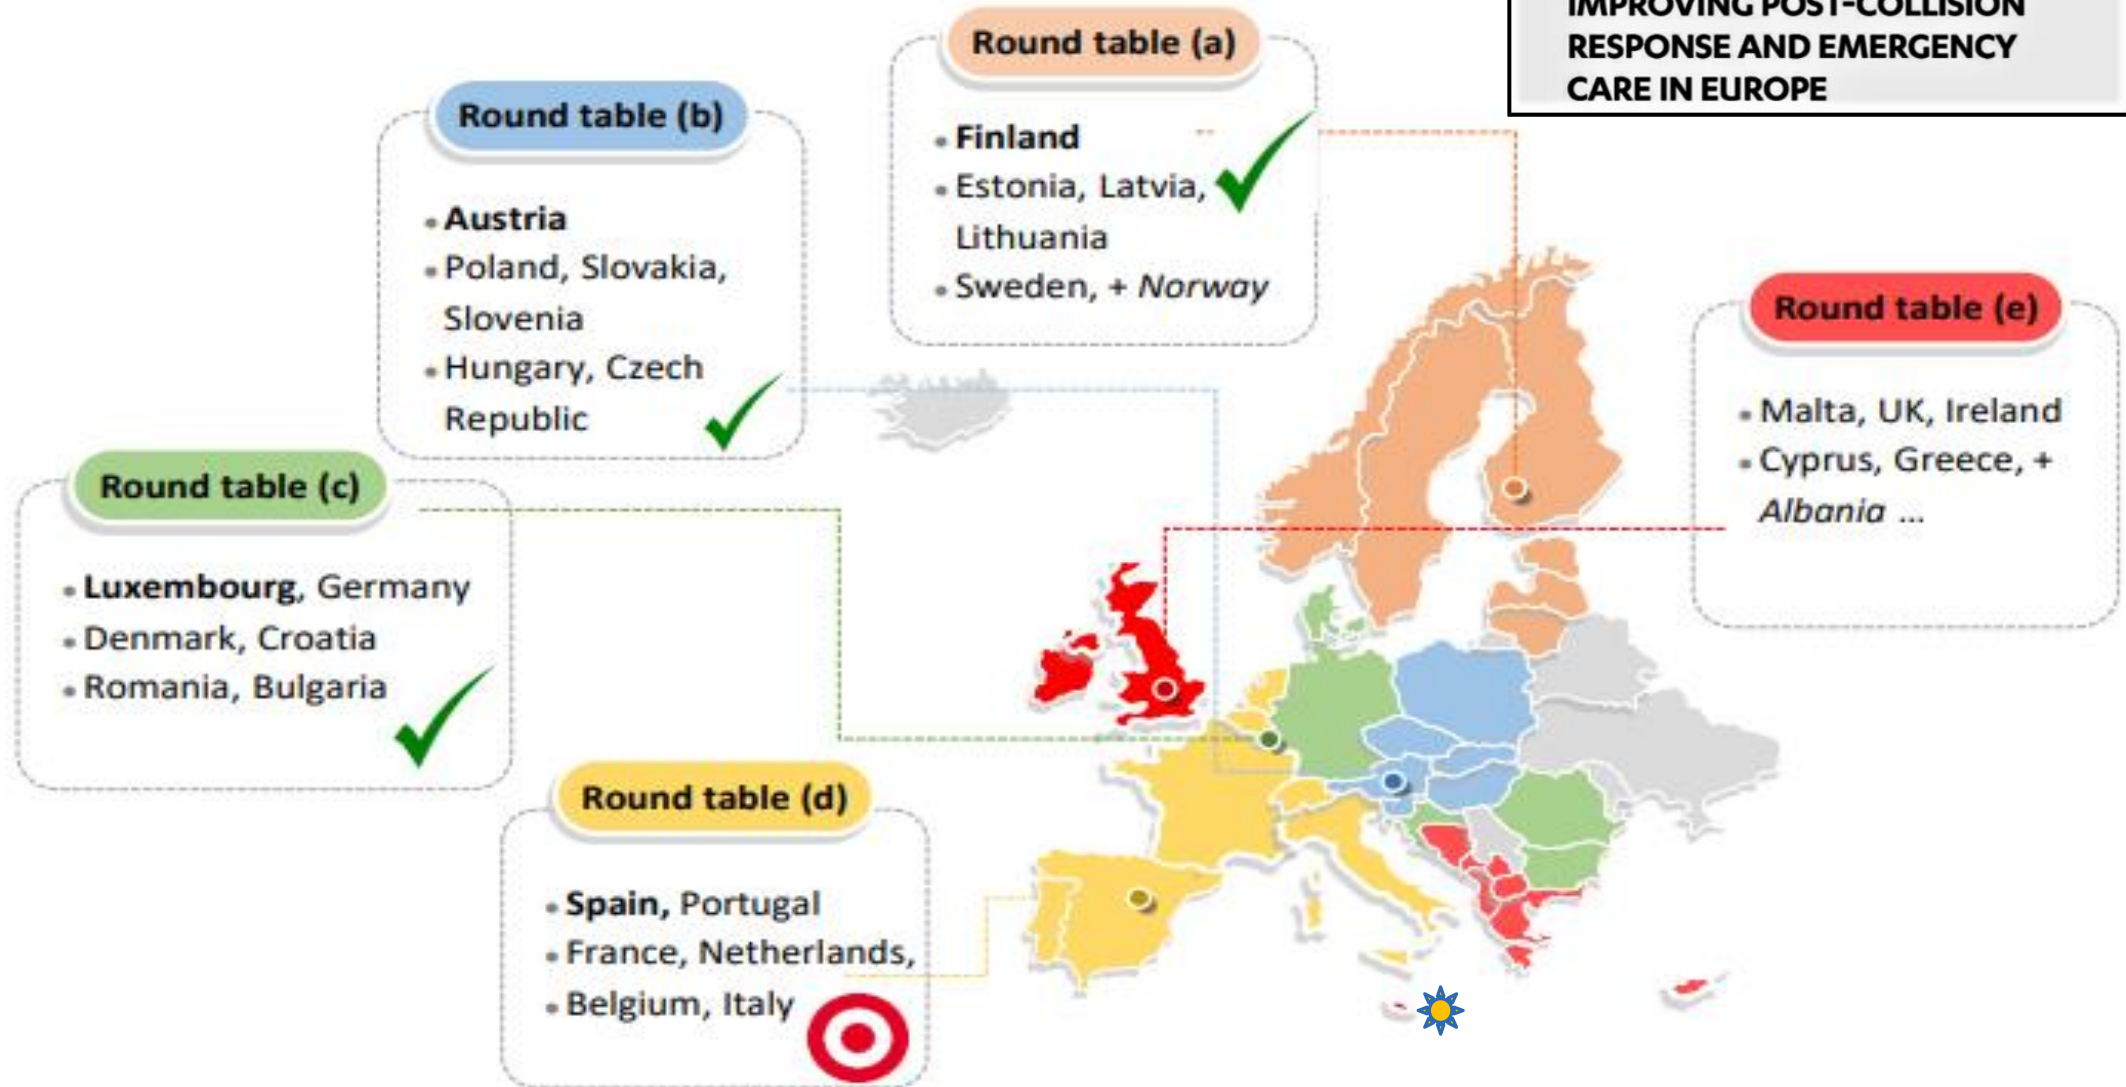 IMPROVING POST-COLLISION
RESPONSE AND EMERGENCY
CARE IN EUROPE
Round table (a)
• Finland
• Estonia, Latvia,
Lithuania
• Sweden, + Norway
Round table (b)
• Austria
• Poland, Slovakia,
Slovenia
• Hungary, Czech
Republic
Round table (e)
• Malta, UK, Ireland
• Cyprus, Greece, +
Albania ...
Round table (c)
• Luxembourg, Germany
• Denmark, Croatia
• Romania, Bulgaria
Round table (d)
• Spain, Portugal
• France, Netherlands,
• Belgium, Italy